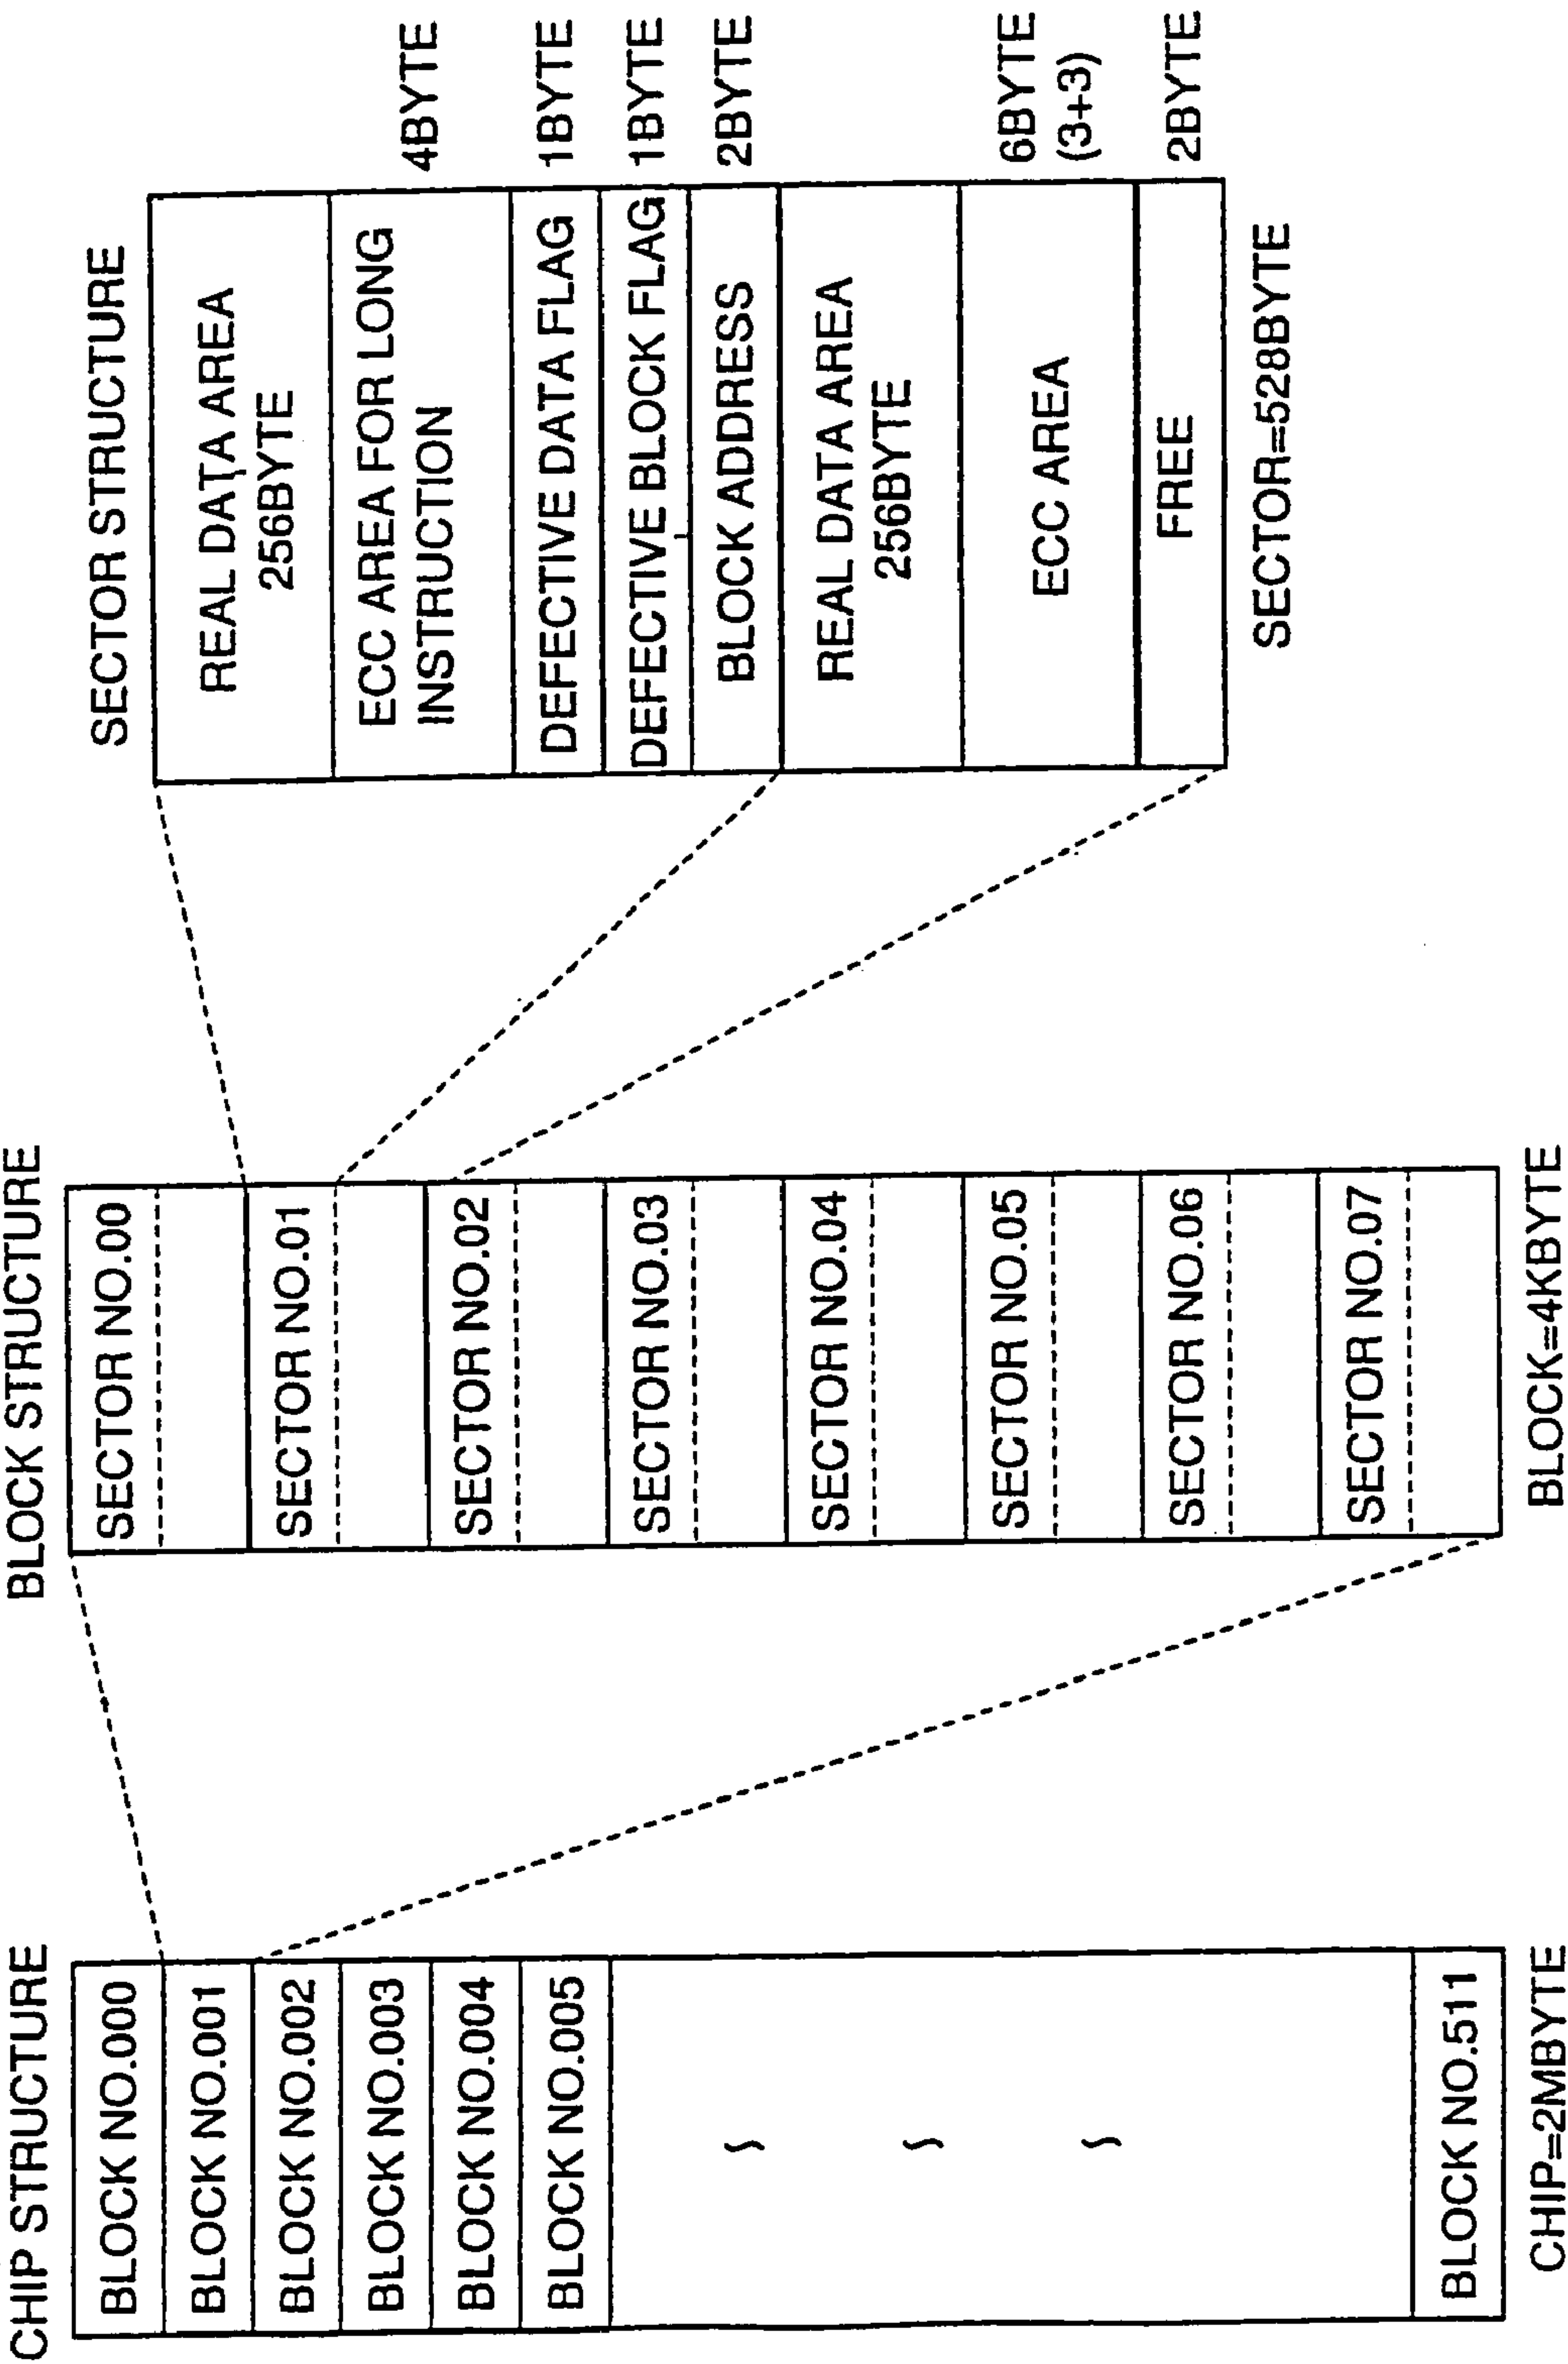 CHIP STRUCTURE
BLOCK NO.000
BLOCK NO.001
BLOCK NO.002
BLOCK NO.003
BLOCK NO.004
BLOCK NO.005
BLOCK NO.511
CHIP=2MBYTE
BLOCK STRUCTURE
SECTOR NO.00
SECTOR NO.01
SECTOR NO.02
SECTOR NO.03
SECTOR NO.04
SECTOR NO.05
SECTOR NO.06
SECTOR NO.07
BLOCK=4KBYTE
SECTOR STRUCTURE
REAL DATA AREA
256BYTE
ECC AREA FOR LONG
INSTRUCTION
4BYTE
DEFECTIVE DATA FLAG
1BYTE
DEFECTIVE BLOCK FLAG
1BYTE
BLOCK ADDRESS
2BYTE
REAL DATA AREA
256BYTE
ECC AREA
6BYTE
(3+3)
FREE
2BYTE
SECTOR=528BYTE